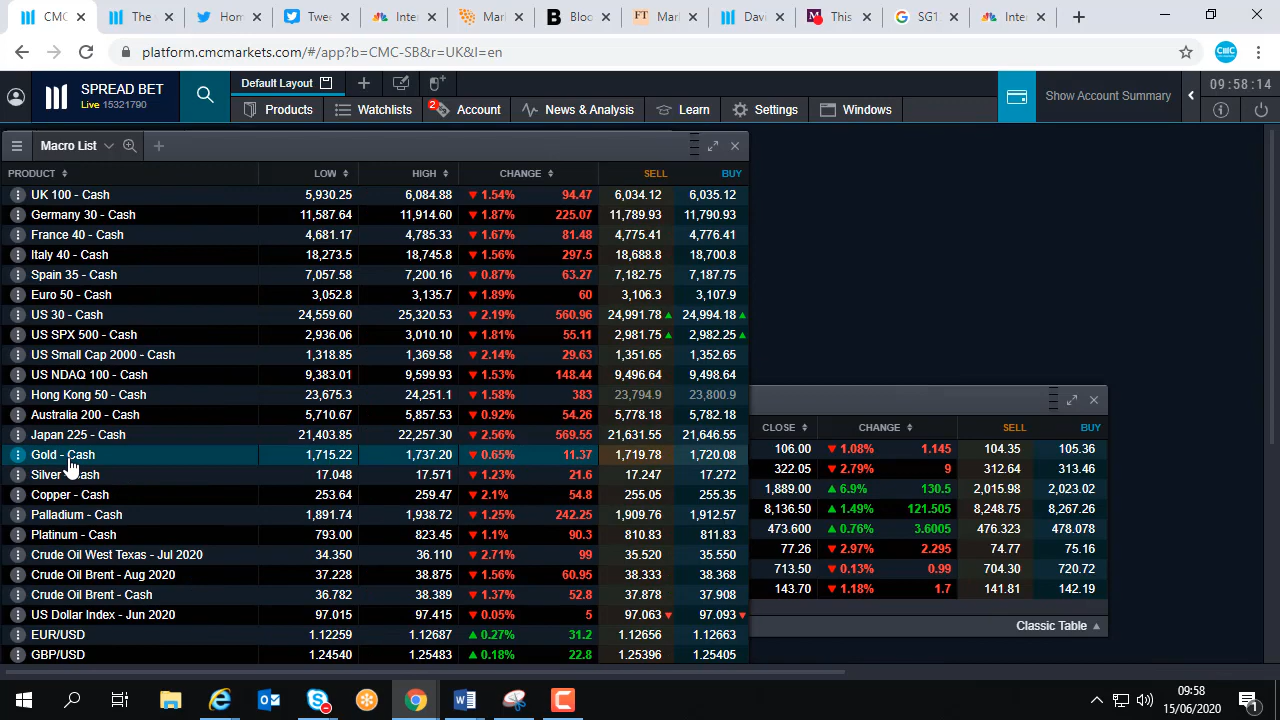 CMC
The
Hom
Twee
Inte
Mar
Bloo
FT Mark
Davi
This
SG1
Inte
platform.cmcmarkets.com/#/app?b=CMC-SB&r=UK&l=en
SPREAD BET
Live 15321790
Default Layout
Show Account Summary
09:58:14
Products
Watchlists
2 Account
News & Analysis
Learn
Settings
Windows
Macro List
PRODUCT LOW HIGH CHANGE SELL BUY
UK 100 - Cash 5,930.25 6,084.88 1.54% 94.47 6,034.12 6,035.12
Germany 30 - Cash 11,587.64 11,914.60 1.87% 225.07 11,789.93 11,790.93
France 40 - Cash 4,681.17 4,785.33 1.67% 81.48 4,775.41 4,776.41
Italy 40 - Cash 18,273.5 18,745.8 1.56% 297.5 18,688.8 18,700.8
Spain 35 - Cash 7,057.58 7,200.16 0.87% 63.27 7,182.75 7,187.75
Euro 50 - Cash 3,052.8 3,135.7 1.89% 60 3,106.3 3,107.9
US 30 - Cash 24,559.60 25,320.53 2.19% 560.96 24,991.78 24,994.18
US SPX 500 - Cash 2,936.06 3,010.10 1.81% 55.11 2,981.75 2,982.25
US Small Cap 2000 - Cash 1,318.85 1,369.58 2.14% 29.63 1,351.65 1,352.65
US NDAQ 100 - Cash 9,383.01 9,599.93 1.53% 148.44 9,496.64 9,498.64
Hong Kong 50 - Cash 23,675.3 24,251.1 1.58% 383 23,794.9 23,800.9
Australia 200 - Cash 5,710.67 5,857.53 0.92% 54.26 5,778.18 5,782.18
Japan 225 - Cash 21,403.85 22,257.30 2.56% 569.55 21,631.55 21,646.55
Gold - Cash 1,715.22 1,737.20 0.65% 11.37 1,719.78 1,720.08
Silver - Cash 17.048 17.571 1.23% 21.6 17.247 17.272
Copper - Cash 253.64 259.47 2.1% 54.8 255.05 255.35
Palladium - Cash 1,891.74 1,938.72 1.25% 242.25 1,909.76 1,912.57
Platinum - Cash 793.00 823.45 1.1% 90.3 810.83 811.83
Crude Oil West Texas - Jul 2020 34.350 36.110 2.71% 99 35.520 35.550
Crude Oil Brent - Aug 2020 37.228 38.875 1.56% 60.95 38.333 38.368
Crude Oil Brent - Cash 36.782 38.389 1.37% 52.8 37.878 37.908
US Dollar Index - Jun 2020 97.015 97.415 0.05% 5 97.063 97.093
EUR/USD 1.12259 1.12687 0.27% 31.2 1.12656 1.12663
GBP/USD 1.24540 1.25483 0.18% 22.8 1.25396 1.25405
CLOSE CHANGE SELL BUY
106.00 1.08% 1.145 104.35 105.36
322.05 2.79% 9 312.64 313.46
1,889.00 6.9% 130.5 2,015.98 2,023.02
8,136.50 1.49% 121.505 8,248.75 8,267.26
473.600 0.76% 3.6005 476.323 478.078
77.26 2.97% 2.295 74.77 75.16
713.50 0.13% 0.99 704.30 720.72
143.70 1.18% 1.7 141.81 142.19
Classic Table
09:58
15/06/2020
1